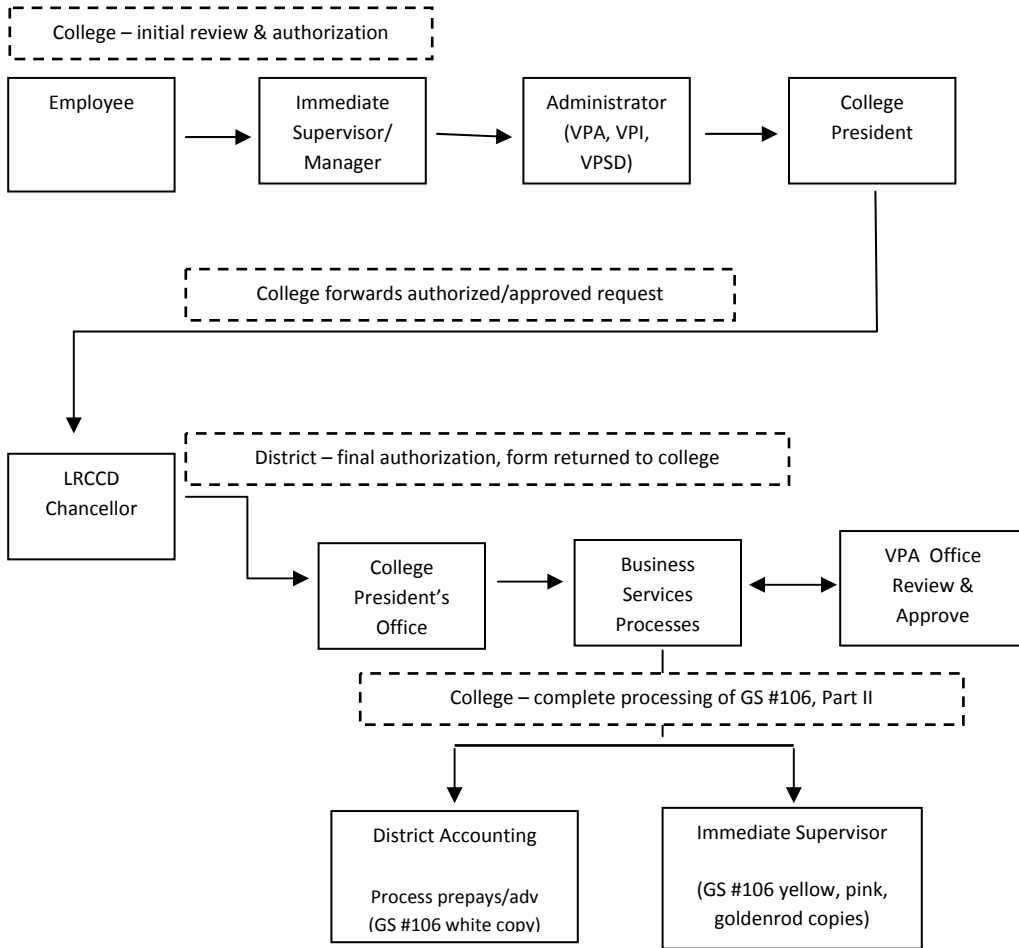 College – initial review & authorization
Employee
Immediate
Supervisor/
Manager
Administrator
(VPA, VPI,
VPSD)
College
President
College forwards authorized/approved request
District – final authorization, form returned to college
LRCCD
Chancellor
College
President’s
Office
Business
Services
Processes
VPA Office
Review &
Approve
College – complete processing of GS #106, Part II
District Accounting
Process prepays/adv
(GS #106 white copy)
Immediate Supervisor
(GS #106 yellow, pink,
goldenrod copies)